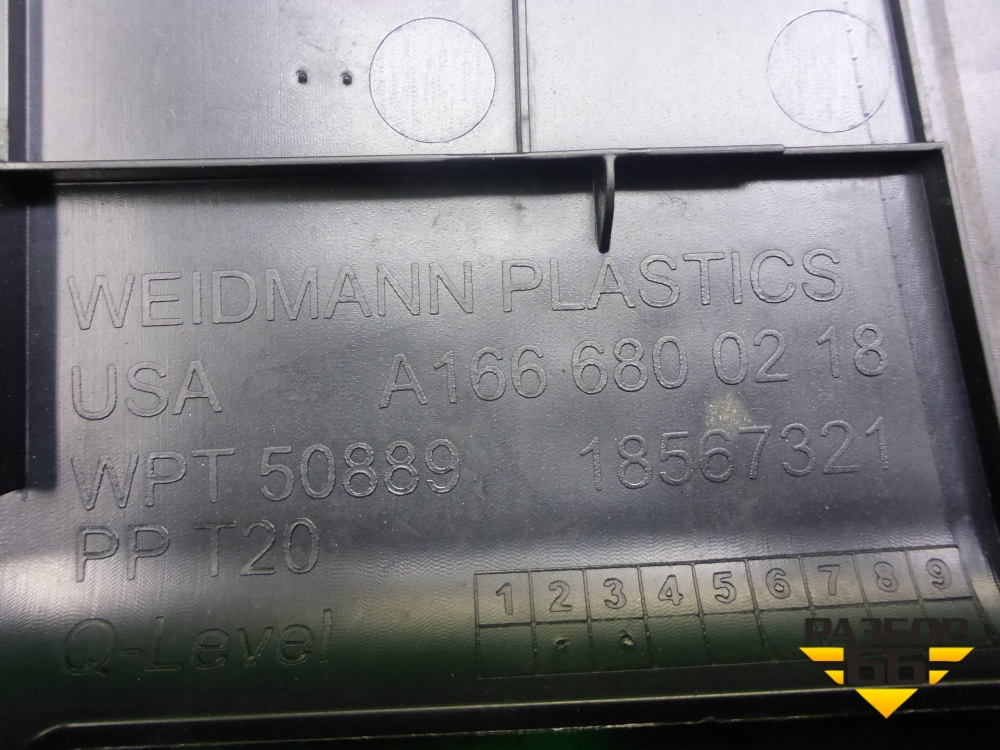 WEIDMANN PLASTICS
USA A166 680 02 18
WPT 50889 18567321
PP T20
Q-Level
1 2 3 4 5 6 7 8 9
РАЗБОР
66